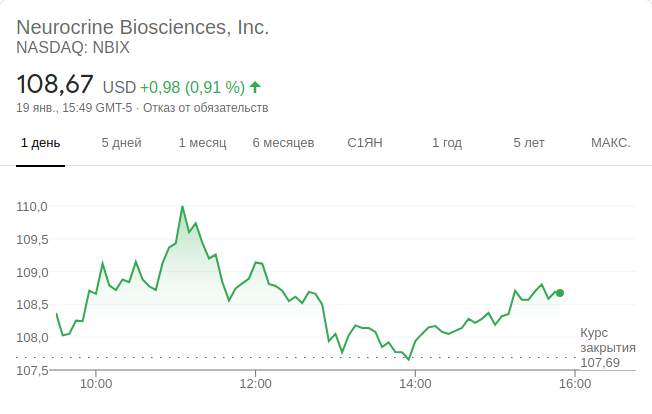 Neurocrine Biosciences, Inc.
NASDAQ: NBIX
108,67 USD +0,98 (0,91 %)
19 янв., 15:49 GMT-5 · Отказ от обязательств
1 день 5 дней 1 месяц 6 месяцев С1ЯН 1 год 5 лет МАКС.
110,0
109,5
109,0
108,5
108,0
107,5
Курс
закрытия
107,69
10:00 12:00 14:00 16:00